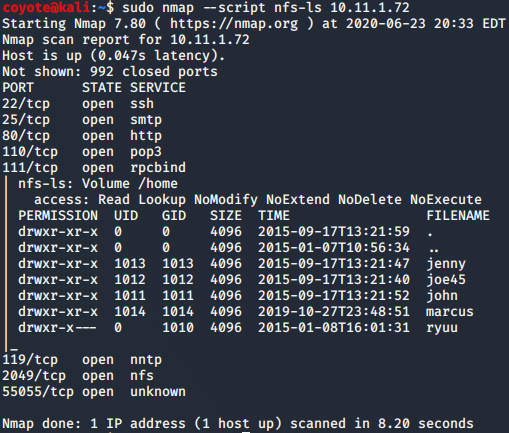 coyote@kali:~$ sudo nmap --script nfs-ls 10.11.1.72
Starting Nmap 7.80 ( https://nmap.org ) at 2020-06-23 20:33 EDT
Nmap scan report for 10.11.1.72
Host is up (0.047s latency).
Not shown: 992 closed ports
PORT      STATE SERVICE
22/tcp    open  ssh
25/tcp    open  smtp
80/tcp    open  http
110/tcp   open  pop3
111/tcp   open  rpcbind
| nfs-ls: Volume /home
|   access: Read Lookup NoModify NoExtend NoDelete NoExecute
| PERMISSION  UID   GID   SIZE  TIME                 FILENAME
| drwxr-xr-x  0     0     4096  2015-09-17T13:21:59  .
| drwxr-xr-x  0     0     4096  2015-01-07T10:56:34  ..
| drwxr-xr-x  1013  1013  4096  2015-09-17T13:21:47  jenny
| drwxr-xr-x  1012  1012  4096  2015-09-17T13:21:40  joe45
| drwxr-xr-x  1011  1011  4096  2015-09-17T13:21:52  john
| drwxr-xr-x  1014  1014  4096  2019-10-27T23:48:51  marcus
| drwxr-x---  0     1010  4096  2015-01-08T16:01:31  ryuu
|_
119/tcp   open  nntp
2049/tcp  open  nfs
55055/tcp open  unknown
Nmap done: 1 IP address (1 host up) scanned in 8.20 seconds